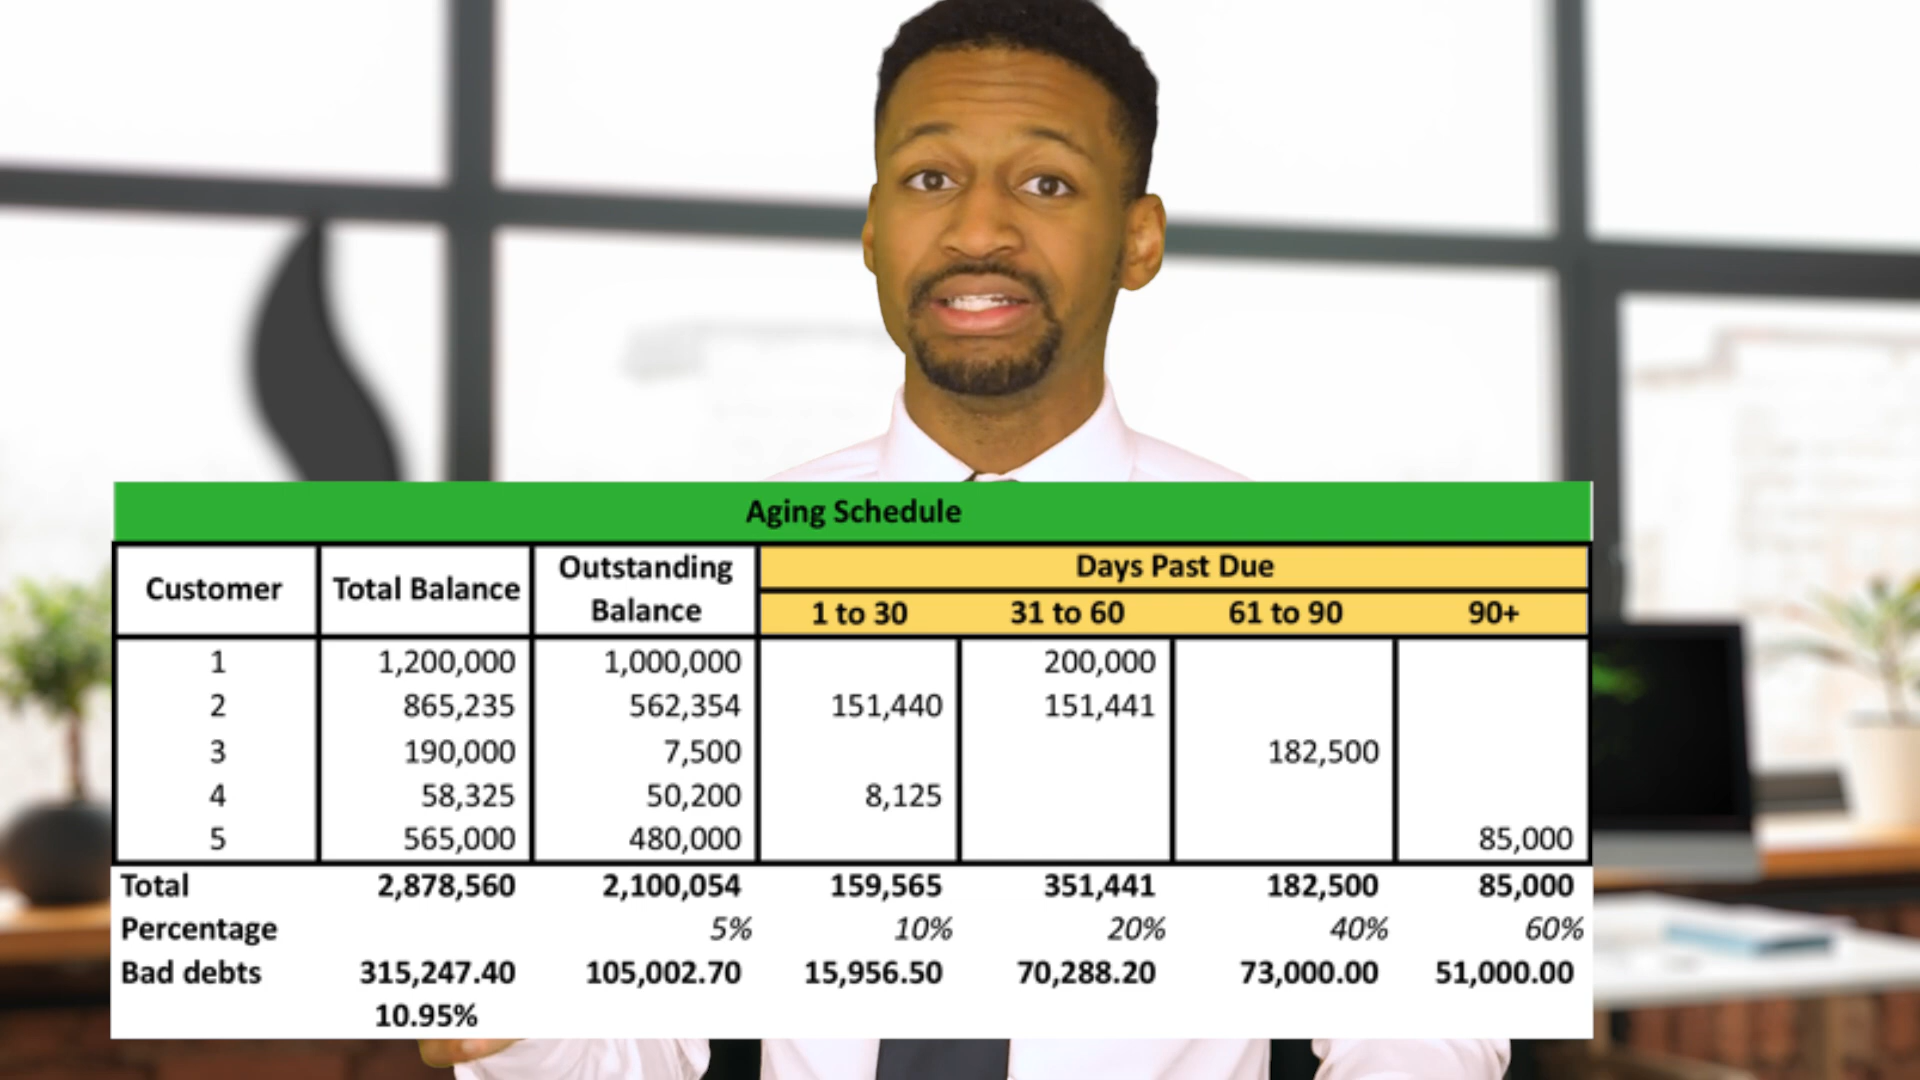 Aging Schedule
Customer Total Balance Outstanding Balance Days Past Due
1 to 30 31 to 60 61 to 90 90+
1 1,200,000 1,000,000 200,000
2 865,235 562,354 151,440 151,441
3 190,000 7,500 182,500
4 58,325 50,200 8,125
5 565,000 480,000 85,000
Total 2,878,560 2,100,054 159,565 351,441 182,500 85,000
Percentage 5% 10% 20% 40% 60%
Bad debts 315,247.40 105,002.70 15,956.50 70,288.20 73,000.00 51,000.00
10.95%